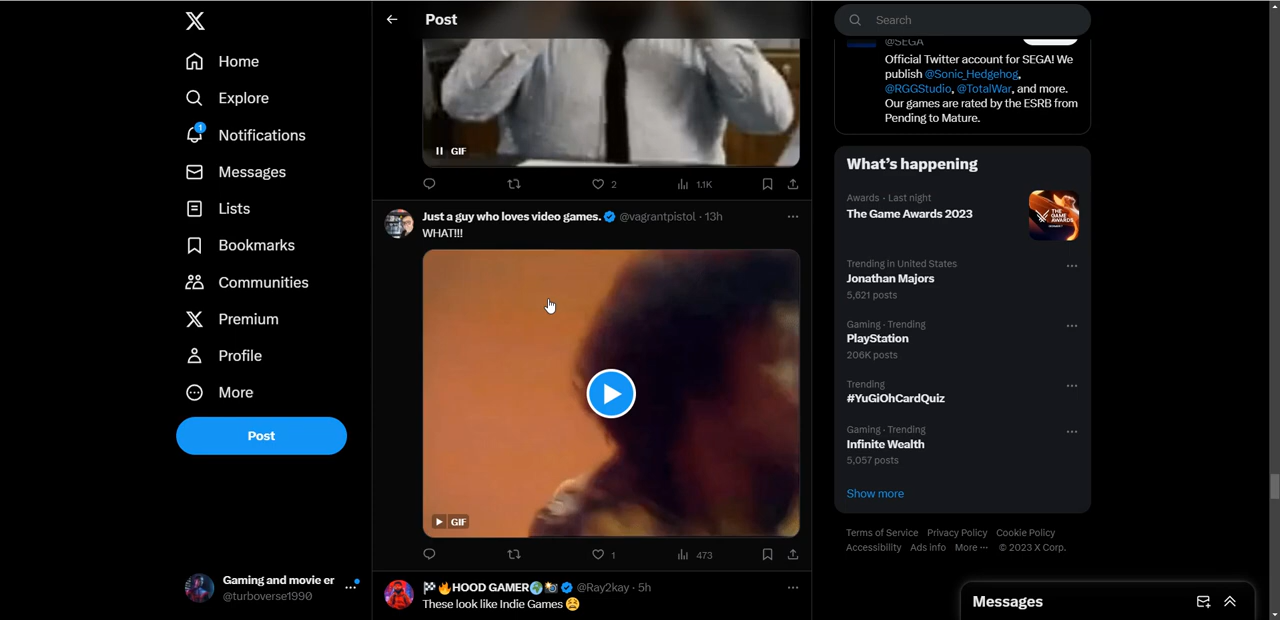 Home
Explore
1
Notifications
Messages
Lists
Bookmarks
Communities
Premium
Profile
More
Post
Gaming and movie er
@turboverse1990
Post
GIF
2
1.1K
Just a guy who loves video games. @vagrantpistol · 13h
WHAT!!!
GIF
1
473
HOOD GAMER @Ray2kay · 5h
These look like Indie Games
Search
@SEGA
Official Twitter account for SEGA! We
publish @Sonic_Hedgehog,
@RGGStudio, @TotalWar, and more.
Our games are rated by the ESRB from
Pending to Mature.
What's happening
Awards · Last night
The Game Awards 2023
THE
GAME
AWARDS
Trending in United States
Jonathan Majors
5,621 posts
Gaming · Trending
PlayStation
206K posts
Trending
#YuGiOhCardQuiz
Gaming · Trending
Infinite Wealth
5,057 posts
Show more
Terms of Service Privacy Policy Cookie Policy
Accessibility Ads info More ··· © 2023 X Corp.
Messages